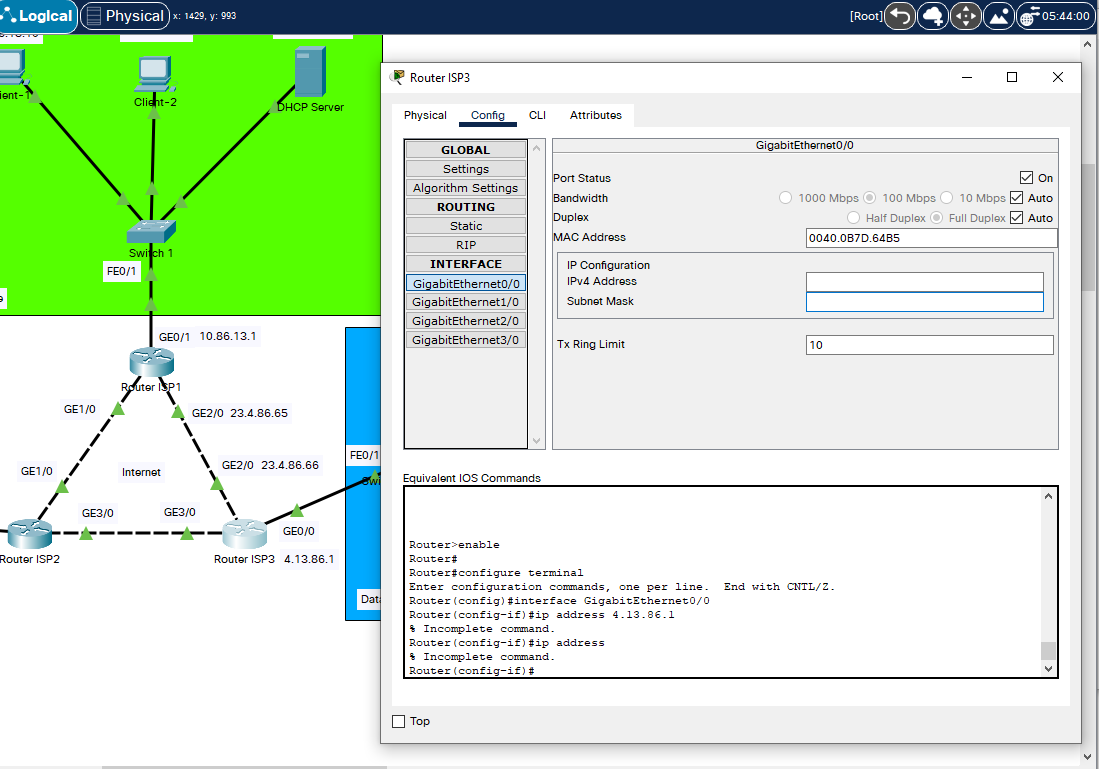 Logical
Physical
x: 1429, y: 993
[Root]
05:44:00
Client-2
DHCP Server
Switch 1
FE0/1
GE0/1 10.86.13.1
Router ISP1
GE1/0
GE2/0 23.4.86.65
GE1/0
Internet
GE2/0 23.4.86.66
FE0/1
GE3/0
GE3/0
GE0/0
Router ISP2
Router ISP3 4.13.86.1
Router ISP3
Physical
Config
CLI
Attributes
GLOBAL
Settings
Algorithm Settings
ROUTING
Static
RIP
INTERFACE
GigabitEthernet0/0
GigabitEthernet1/0
GigabitEthernet2/0
GigabitEthernet3/0
GigabitEthernet0/0
Port Status
On
Bandwidth
1000 Mbps
100 Mbps
10 Mbps
Auto
Duplex
Half Duplex
Full Duplex
Auto
MAC Address
0040.0B7D.64B5
IP Configuration
IPv4 Address
Subnet Mask
Tx Ring Limit
10
Equivalent IOS Commands
Router>enable
Router#
Router#configure terminal
Enter configuration commands, one per line. End with CNTL/Z.
Router(config)#interface GigabitEthernet0/0
Router(config-if)#ip address 4.13.86.1
% Incomplete command.
Router(config-if)#ip address
% Incomplete command.
Router(config-if)#
Top